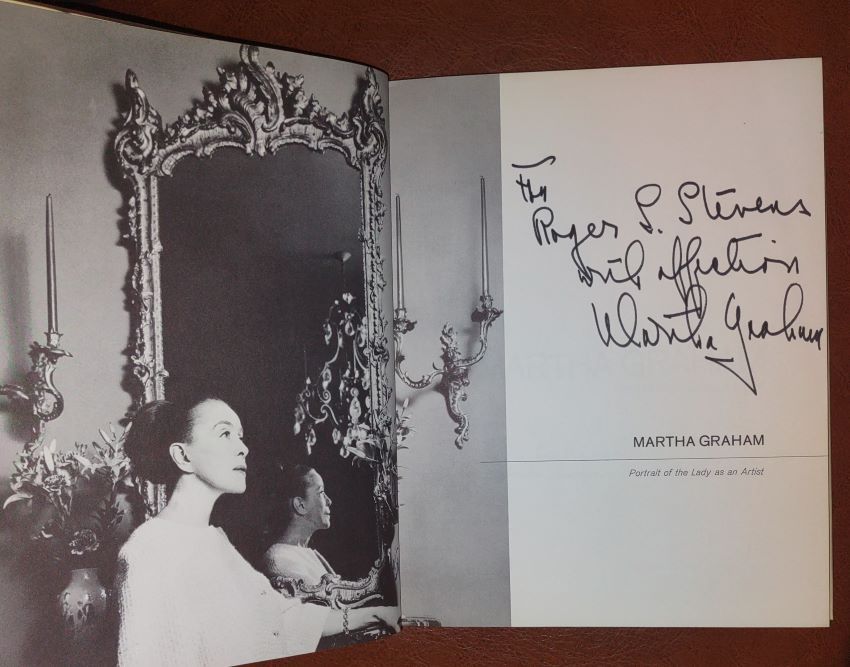 For
Roger L. Stevens
with affection
Martha Graham
MARTHA GRAHAM
Portrait of the Lady as an Artist